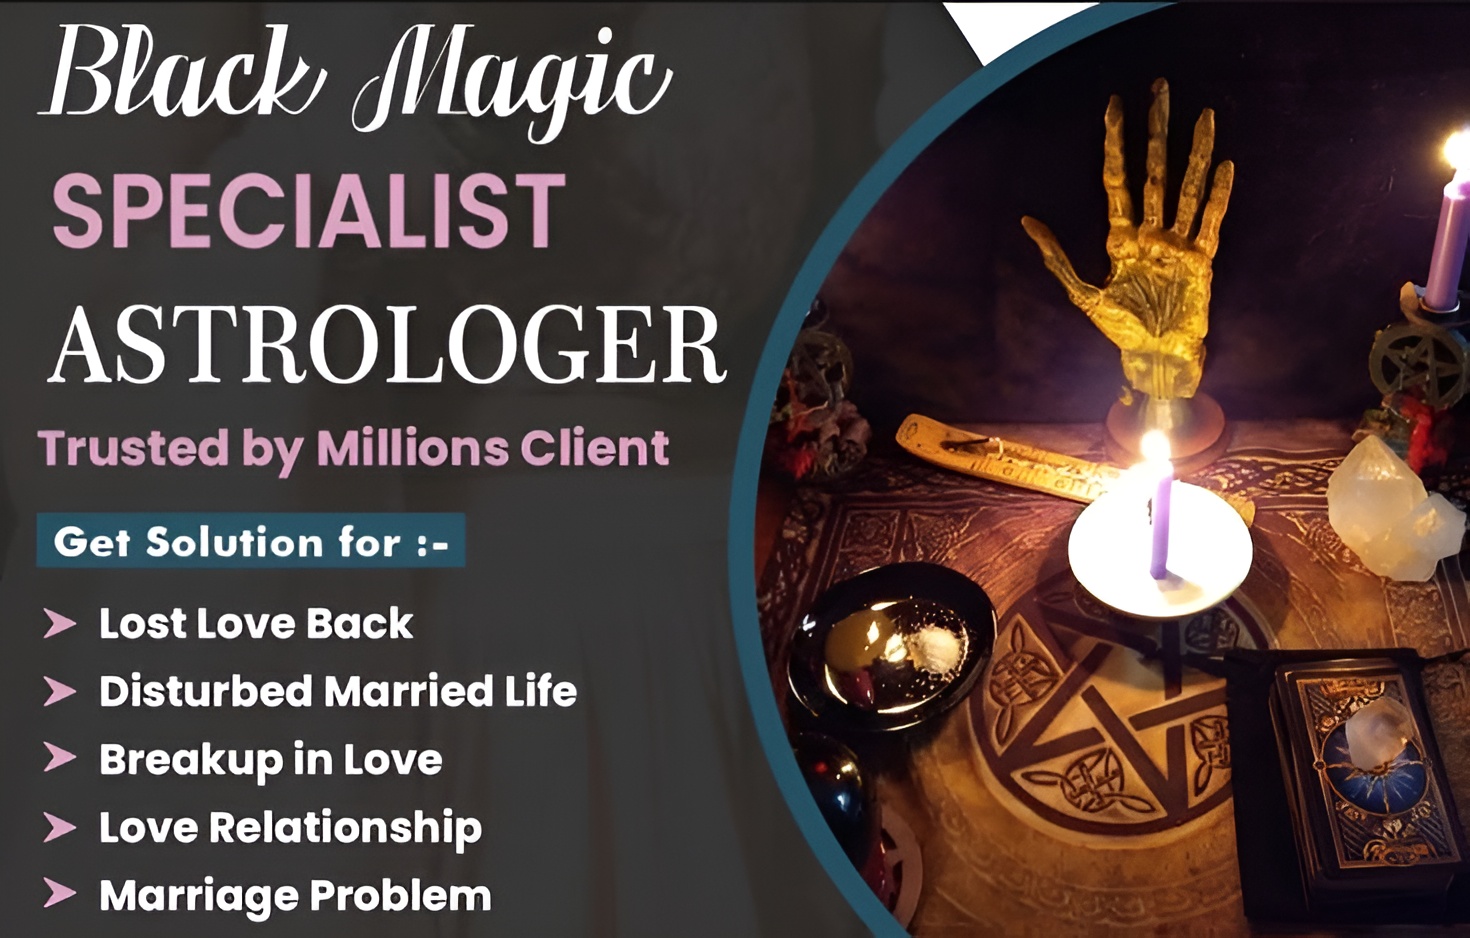 Black Magic
SPECIALIST
ASTROLOGER
Trusted by Millions Client
Get Solution for :-
Lost Love Back
Disturbed Married Life
Breakup in Love
Love Relationship
Marriage Problem